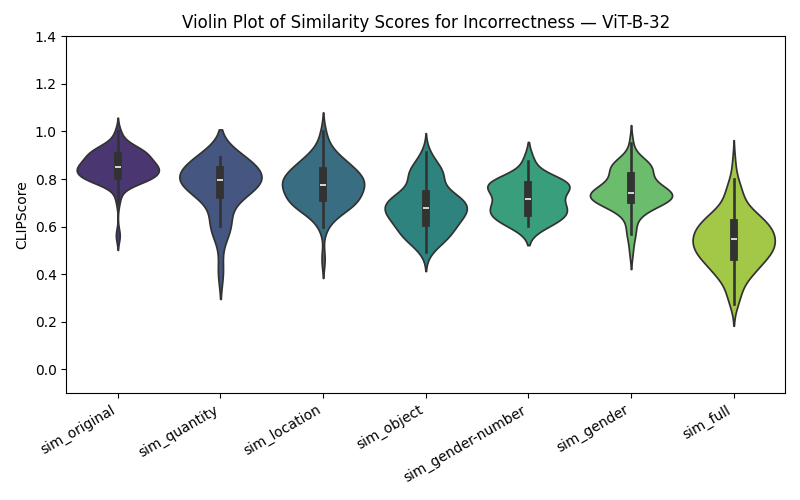 Violin Plot of Similarity Scores for Incorrectness — ViT-B-32
CLIPScore
1.4
1.2
1.0
0.8
0.6
0.4
0.2
0.0
sim_original
sim_quantity
sim_location
sim_object
sim_gender-number
sim_gender
sim_full